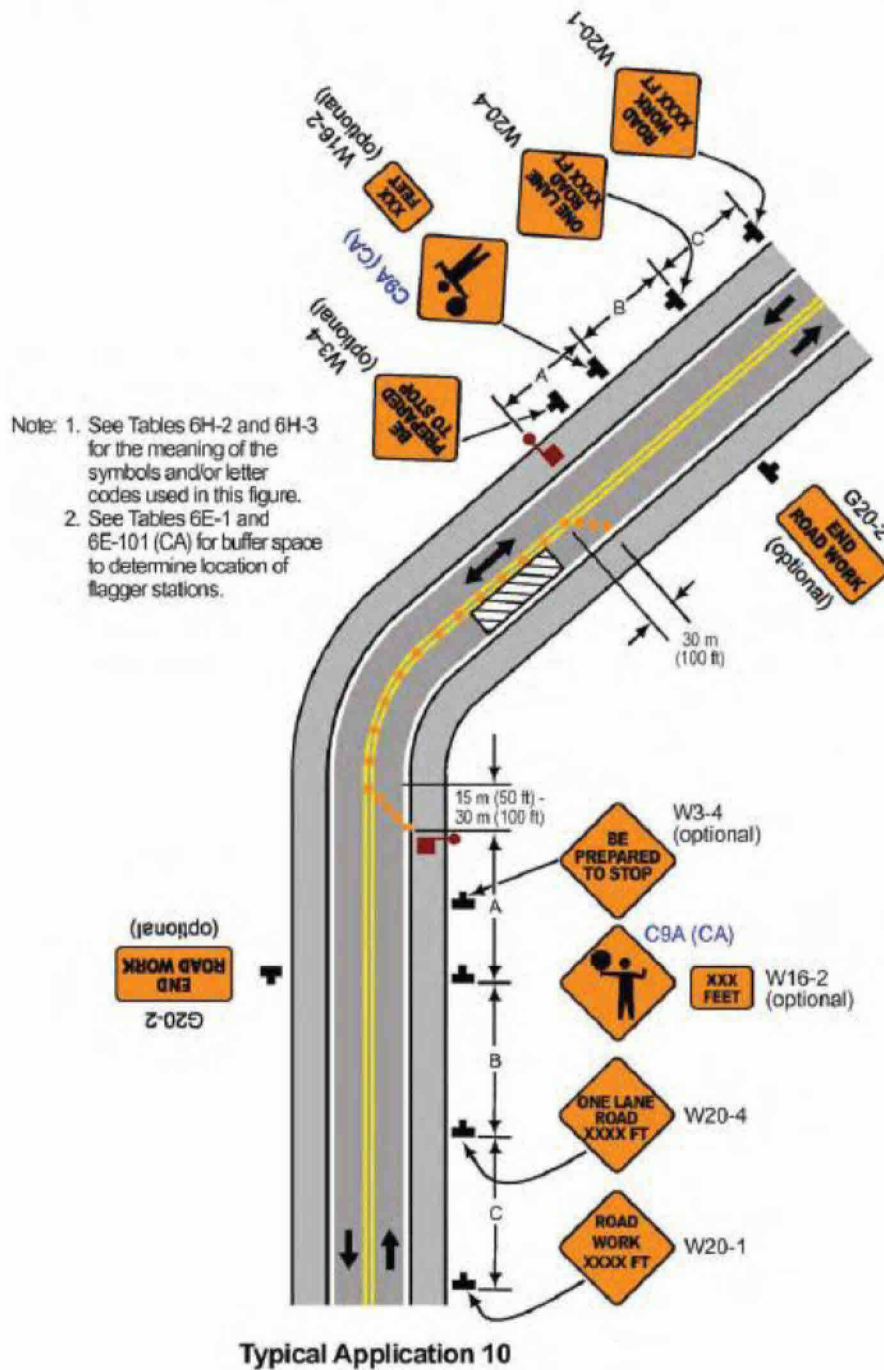 W20-1
ROAD
WORK
XXXX FT
W20-4
ONE LANE
ROAD
XXXX FT
W16-2
(optional)
XXX
FEET
C9A (CA)
W3-4
(optional)
BE
PREPARED
TO STOP
A
B
C
Note: 1. See Tables 6H-2 and 6H-3
for the meaning of the
symbols and/or letter
codes used in this figure.
2. See Tables 6E-1 and
6E-101 (CA) for buffer space
to determine location of
flagger stations.
G20-2
END
ROAD WORK
(optional)
30 m
(100 ft)
15 m (50 ft) -
30 m (100 ft)
W3-4
(optional)
BE
PREPARED
TO STOP
A
C9A (CA)
XXX
FEET
W16-2
(optional)
G20-2
END
ROAD WORK
(optional)
B
ONE LANE
ROAD
XXXX FT
W20-4
C
ROAD
WORK
XXXX FT
W20-1
Typical Application 10